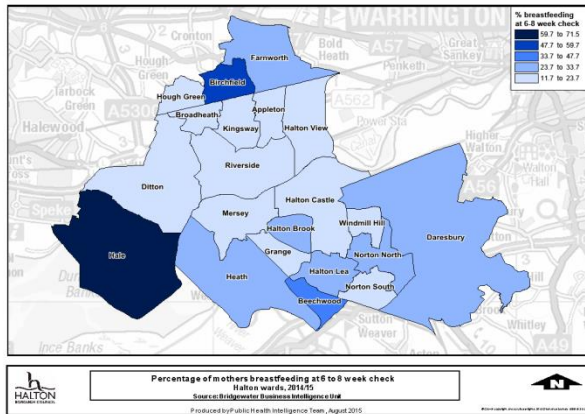 WARRINGTON
% breastfeeding
at 6-8 week check
59.7 to 71.5
47.7 to 59.7
33.7 to 47.7
23.7 to 33.7
11.7 to 23.7
Cronton
Bold
Heath
Great
Sankey
Penketh
A57
Farnworth
Hough
Green
Birchfield
Tarbock
Green
A5300
Hough Green
Appleton
A562
Broadheath
Kingsway
Halton View
Halewood
Power Sta
Higher
Walton
Riverside
A56
Ditton
Halton Castle
Speke
Mersey
Windmill Hill
Halton Brook
Daresbury
Hale
Grange
Norton North
Heath
Halton Lea
Norton South
Beechwood
Sutton
Weaver
Whitley
A49
Ince Banks
HALTON
BOROUGH COUNCIL
Percentage of mothers breastfeeding at 6 to 8 week check
Halton wards, 2014/15
Source: Bridgewater Business Intelligence Unit
Produced by Public Health Intelligence Team, August 2015
N